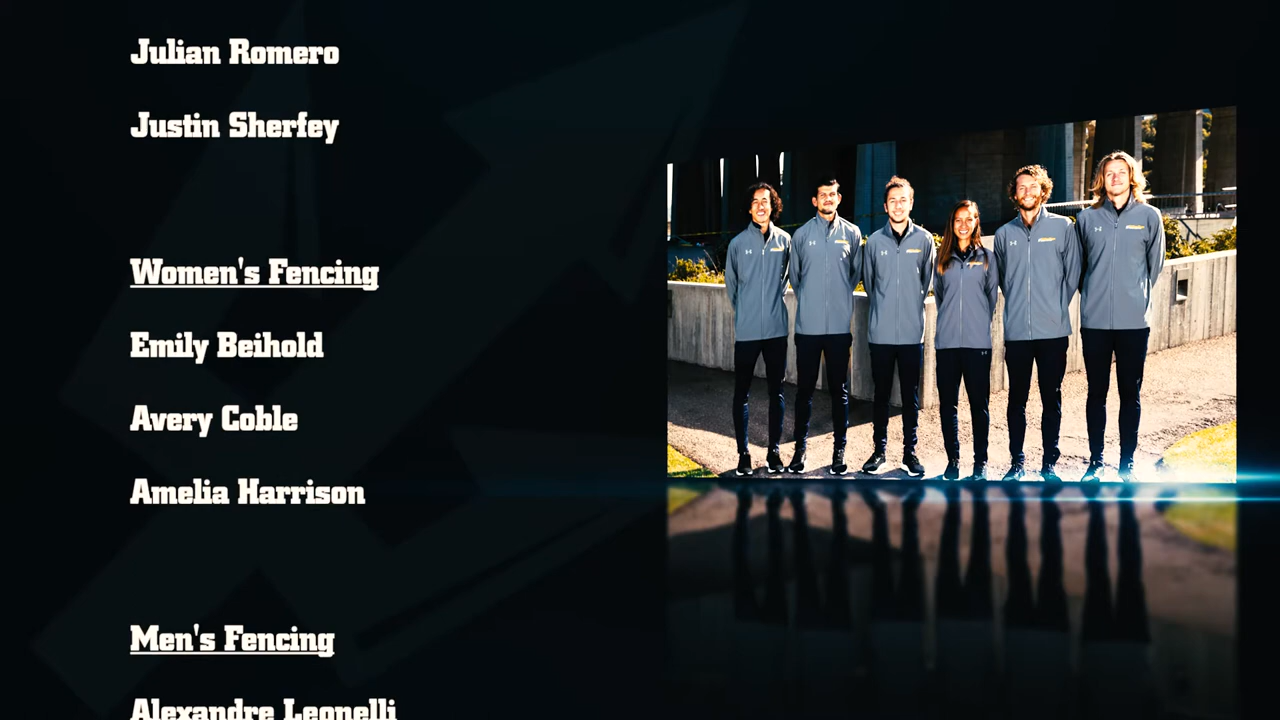 Julian Romero
Justin Sherfey
Women's Fencing
Emily Beihold
Avery Coble
Amelia Harrison
Men's Fencing
Alexandre Leonelli